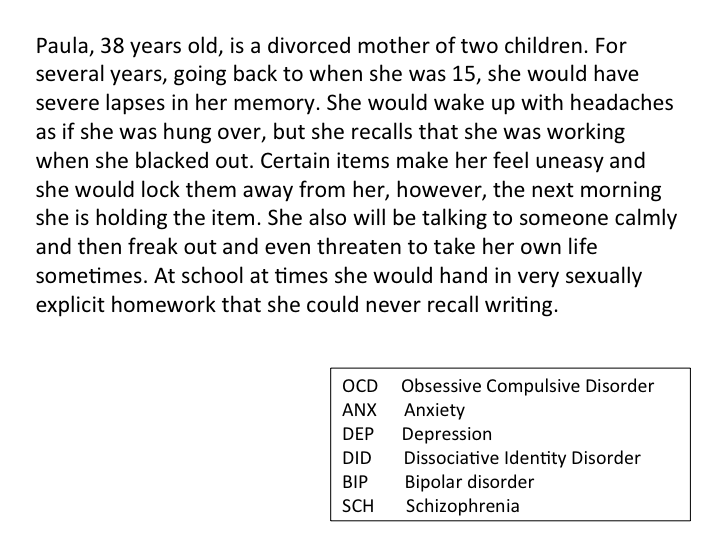 Paula, 38 years old, is a divorced mother of two children. For
several years, going back to when she was 15, she would have
severe lapses in her memory. She would wake up with headaches
as if she was hung over, but she recalls that she was working
when she blacked out. Certain items make her feel uneasy and
she would lock them away from her, however, the next morning
she is holding the item. She also will be talking to someone calmly
and then freak out and even threaten to take her own life
sometimes. At school at times she would hand in very sexually
explicit homework that she could never recall writing.
OCD Obsessive Compulsive Disorder
ANX Anxiety
DEP Depression
DID Dissociative Identity Disorder
BIP Bipolar disorder
SCH Schizophrenia